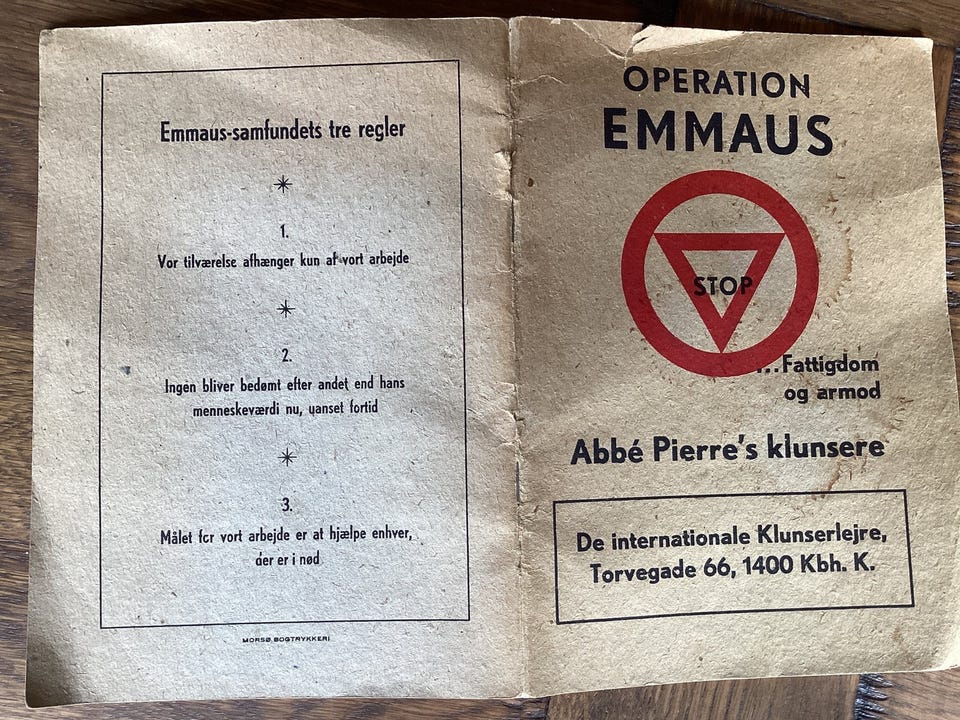 Emmaus-samfundets tre regler
1.
Vor tilværelse afhænger kun af vort arbejde
2.
Ingen bliver bedømt efter andet end hans
menneskeværdi nu, uanset fortid
3.
Målet for vort arbejde er at hjælpe enhver,
der er i nød
MORSØ BOGTRYKKERI
OPERATION
EMMAUS
STOP
...Fattigdom
og armod
Abbé Pierre's klunsere
De internationale Klunserlejre,
Torvegade 66, 1400 Kbh. K.